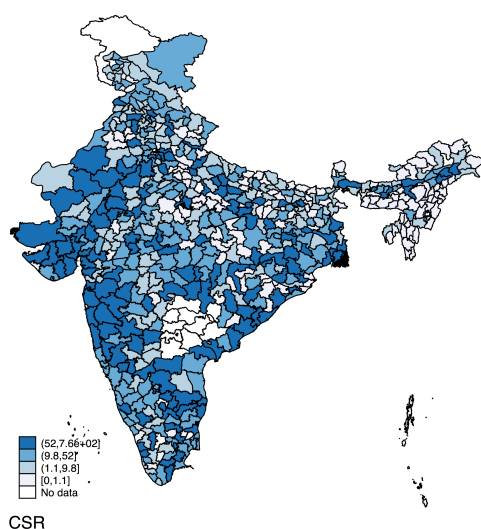 (52,7.6e+02]
(9.8,52]
(1.1,9.8]
[0,1.1]
No data
CSR